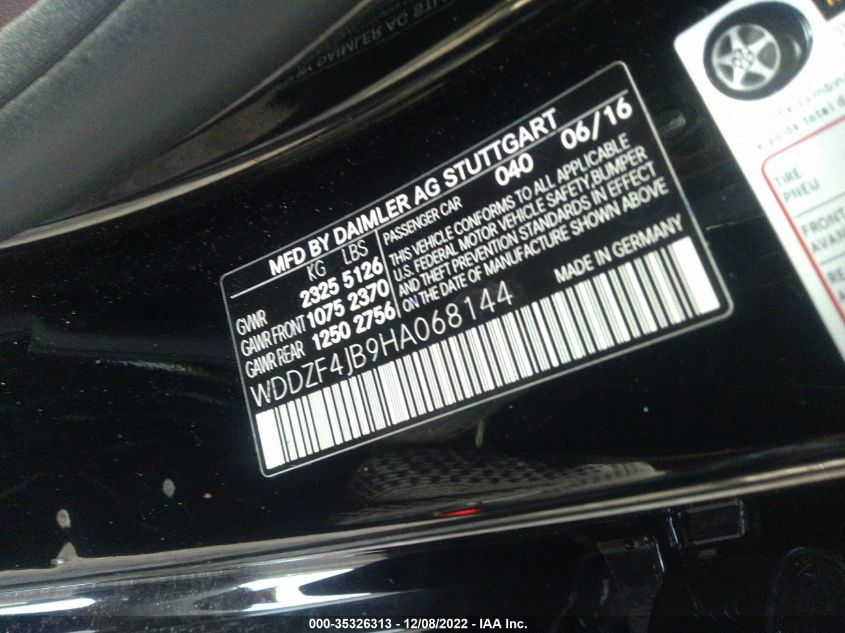 MFD BY DAIMLER AG STUTTGART
KG LBS
GVWR 2325 5126
GAWR FRONT 1075 2370
GAWR REAR 1250 2756
PASSENGER CAR 040 06/16
THIS VEHICLE CONFORMS TO ALL APPLICABLE
U.S. FEDERAL MOTOR VEHICLE SAFETY, BUMPER
AND THEFT PREVENTION STANDARDS IN EFFECT
ON THE DATE OF MANUFACTURE SHOWN ABOVE
MADE IN GERMANY
WDDZF4JB9HA068144
TIRE
PNEU
FRONT
000-35326313 - 12/08/2022 - IAA Inc.